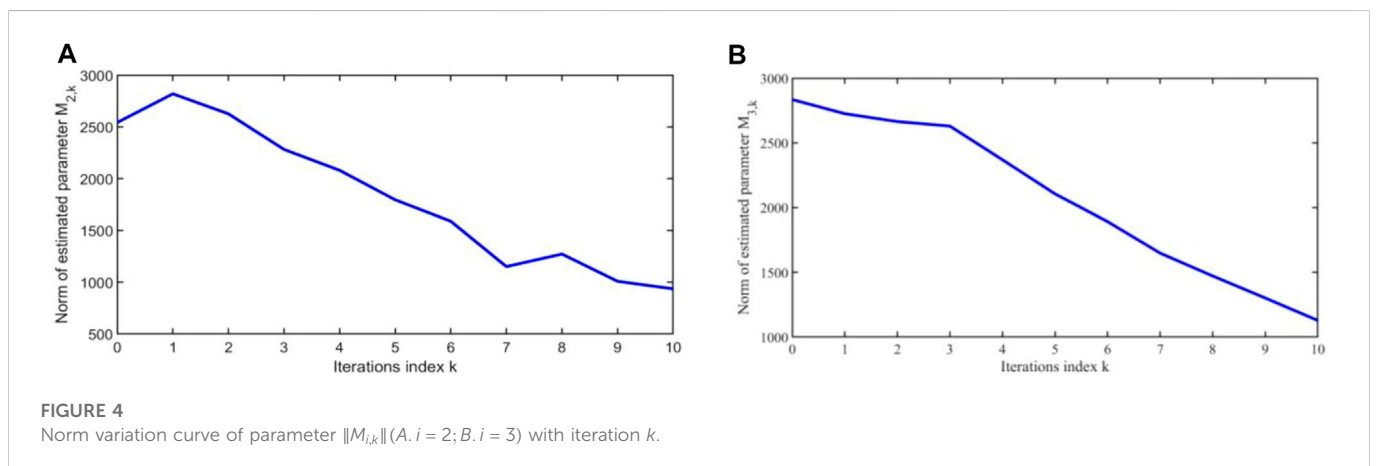 A
3000
2500
2000
1500
1000
500
Norm of estimated parameter M2,k
0 1 2 3 4 5 6 7 8 9 10
Iterations index k
B
3000
2500
2000
1500
1000
Norm of estimated parameter M3,k
0 1 2 3 4 5 6 7 8 9 10
Iterations index k
FIGURE 4
Norm variation curve of parameter ‖Mi,k‖(A. i = 2; B. i = 3) with iteration k.